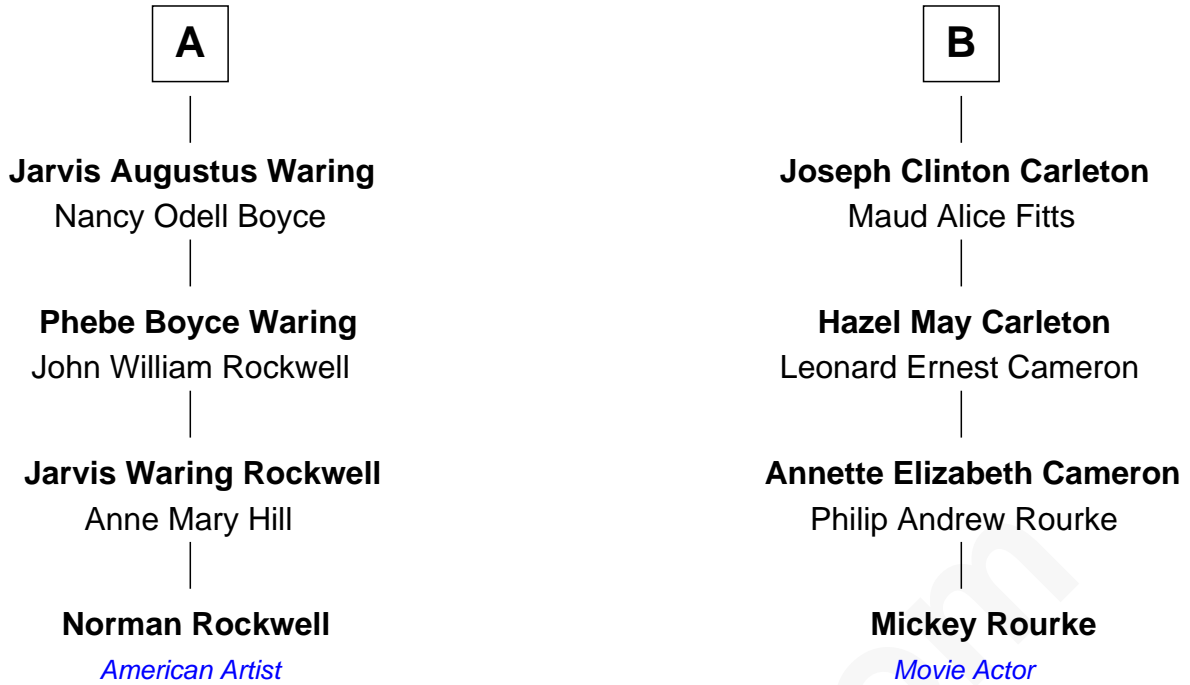 A
Jarvis Augustus Waring
Nancy Odell Boyce
Phebe Boyce Waring
John William Rockwell
Jarvis Waring Rockwell
Anne Mary Hill
Norman Rockwell
American Artist
B
Joseph Clinton Carleton
Maud Alice Fitts
Hazel May Carleton
Leonard Ernest Cameron
Annette Elizabeth Cameron
Philip Andrew Rourke
Mickey Rourke
Movie Actor